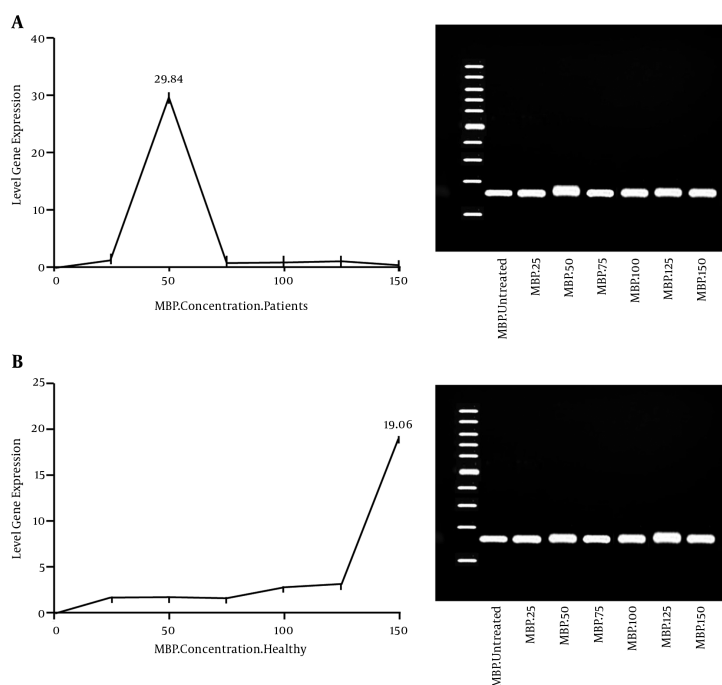 A
Level Gene Expression
40
30
20
10
0
29.84
0
50
100
150
MBP.Concentration.Patients
MBP.Untreated
MBP.25
MBP.50
MBP.75
MBP.100
MBP.125
MBP.150
B
Level Gene Expression
25
20
15
10
5
0
19.06
0
50
100
150
MBP.Concentration.Healthy
MBP.Untreated
MBP.25
MBP.50
MBP.75
MBP.100
MBP.125
MBP.150